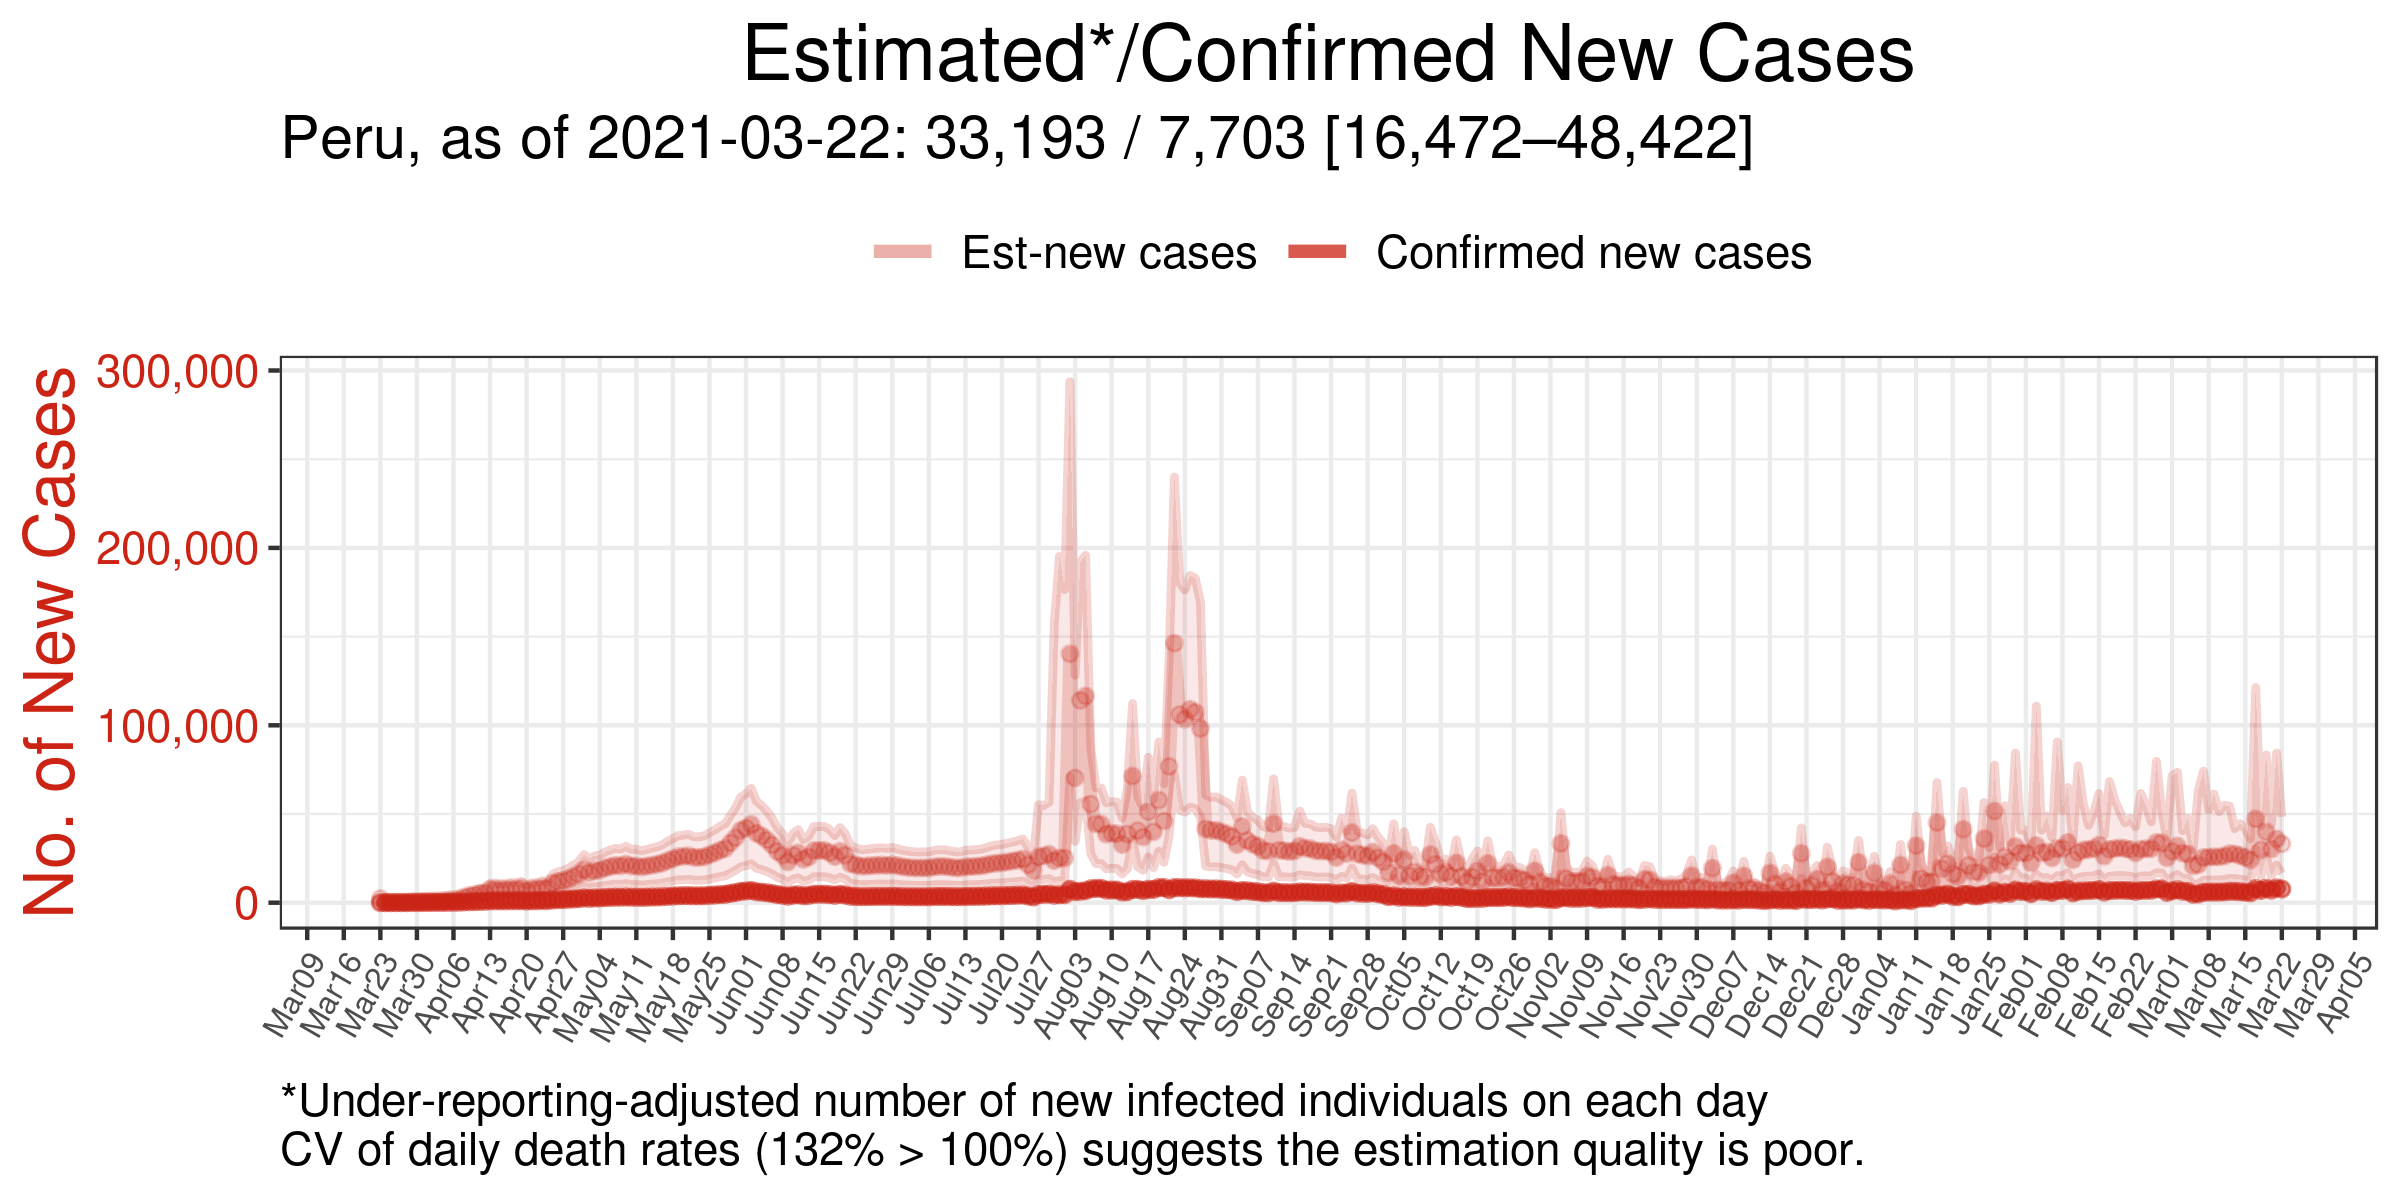 Estimated*/Confirmed New Cases
Peru, as of 2021-03-22: 33,193 / 7,703 [16,472–48,422]
Est-new cases Confirmed new cases
No. of New Cases
300,000
200,000
100,000
0
Mar09 Mar16 Mar23 Mar30 Apr06 Apr13 Apr20 Apr27 May04 May11 May18 May25 Jun01 Jun08 Jun15 Jun22 Jun29 Jul06 Jul13 Jul20 Jul27 Aug03 Aug10 Aug17 Aug24 Aug31 Sep07 Sep14 Sep21 Sep28 Oct05 Oct12 Oct19 Oct26 Nov02 Nov09 Nov16 Nov23 Nov30 Dec07 Dec14 Dec21 Dec28 Jan04 Jan11 Jan18 Jan25 Feb01 Feb08 Feb15 Feb22 Mar01 Mar08 Mar15 Mar22 Mar29 Apr05
*Under-reporting-adjusted number of new infected individuals on each day
CV of daily death rates (132% > 100%) suggests the estimation quality is poor.